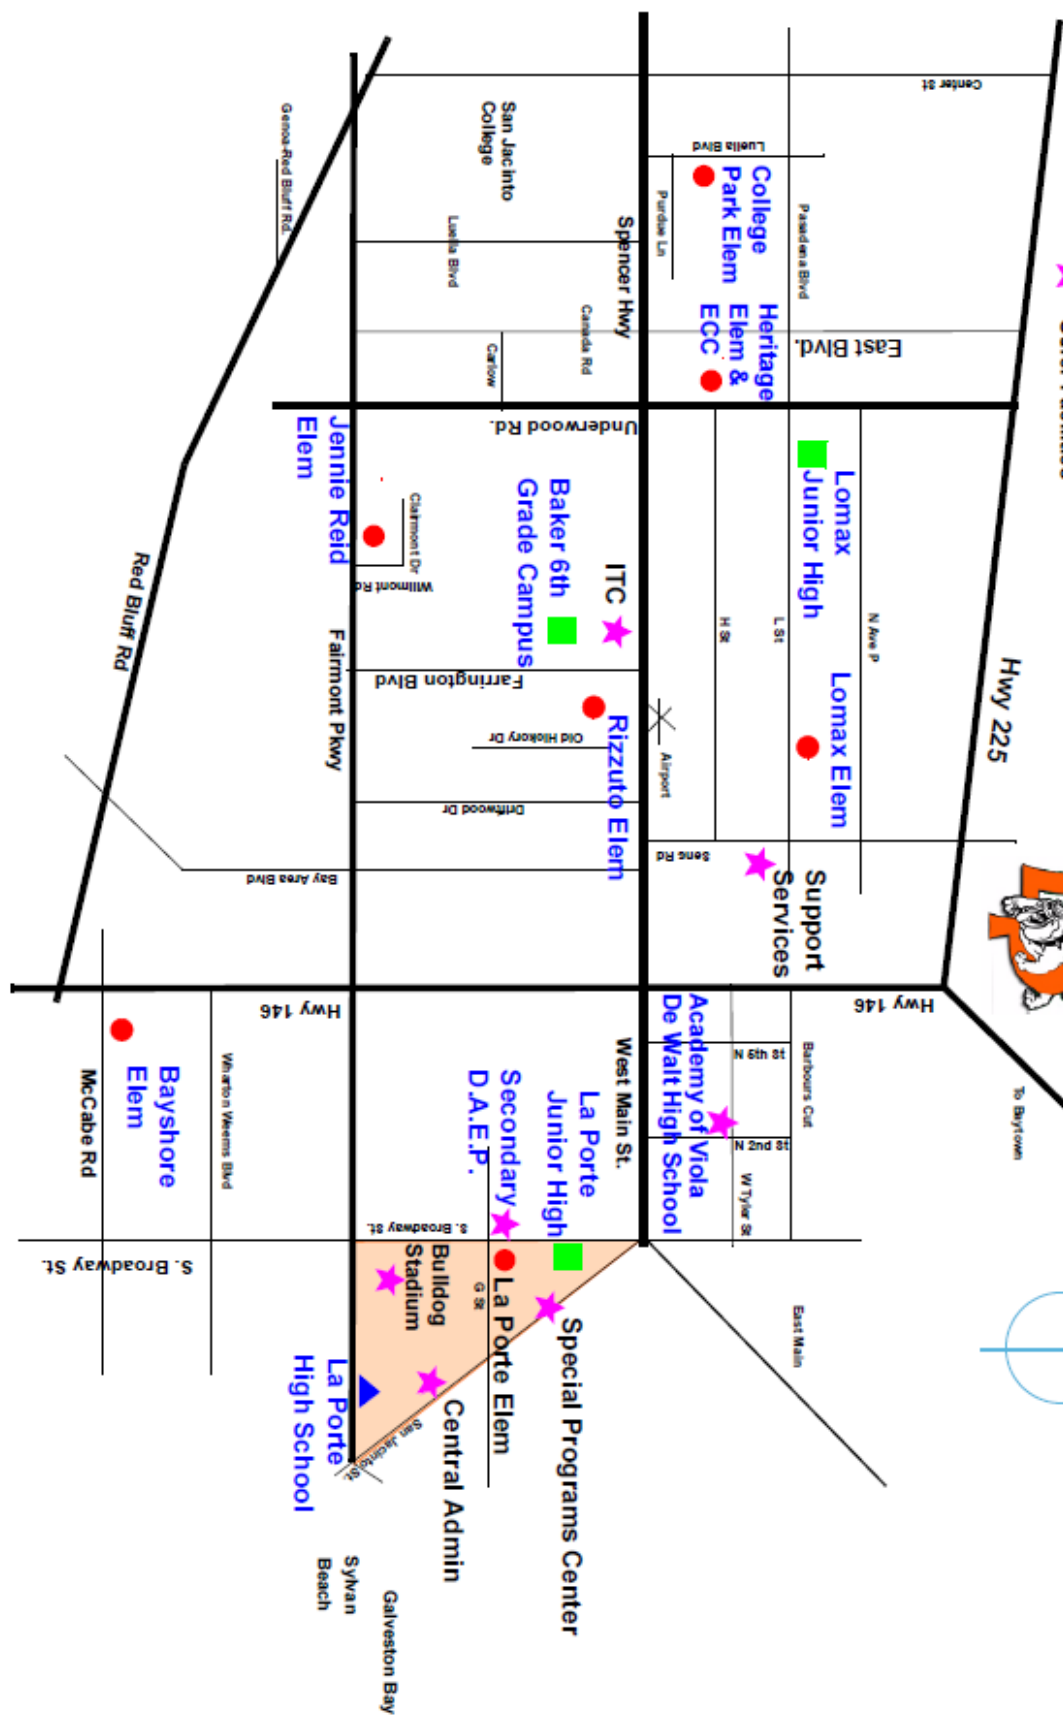 Center St
Genoa-Red Bluff Rd.
San Jacinto
College
Luella Blvd
College
Park Elem
Purdue Ln
Pasadena Blvd
Luella Blvd
Spencer Hwy
Canada Rd
Carlow
Heritage
Elem &
ECC
East Blvd.
Underwood Rd.
Jennie Reid
Elem
Clairmont Dr
Willmont Rd
Baker 6th
Grade Campus
ITC
Lomax
Junior High
H St
L St
N Ave P
Hwy 225
Red Bluff Rd
Fairmont Pkwy
Farrington Blvd
Old Hickory Dr
Rizzuto Elem
Airport
Lomax Elem
Driftwood Dr
Sens Rd
Bay Area Blvd
Support
Services
Hwy 146
Hwy 146
Academy of Viola
De Walt High School
N 5th St
Barbours Cut
To Baytown
West Main St.
N 2nd St
W Tyler St
Bayshore
Elem
McCabe Rd
Wharton Weems Blvd
Secondary
D.A.E.P.
La Porte
Junior High
S. Broadway St.
S. Broadway St.
Bulldog
Stadium
G St
La Porte Elem
Special Programs Center
East Main
La Porte
High School
Central Admin
San Jacinto St.
Sylvan
Beach
Galveston Bay